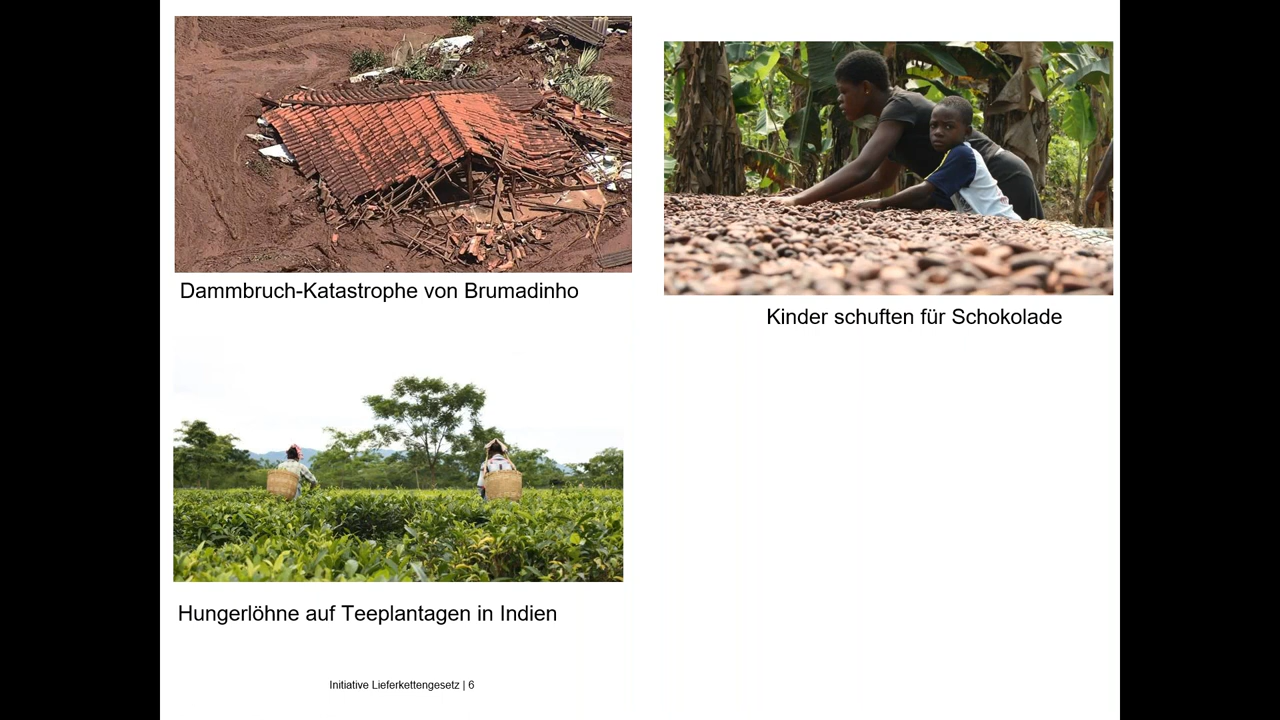 Dammbruch-Katastrophe von Brumadinho
Kinder schuften für Schokolade
Hungerlöhne auf Teeplantagen in Indien
Initiative Lieferkettengesetz | 6